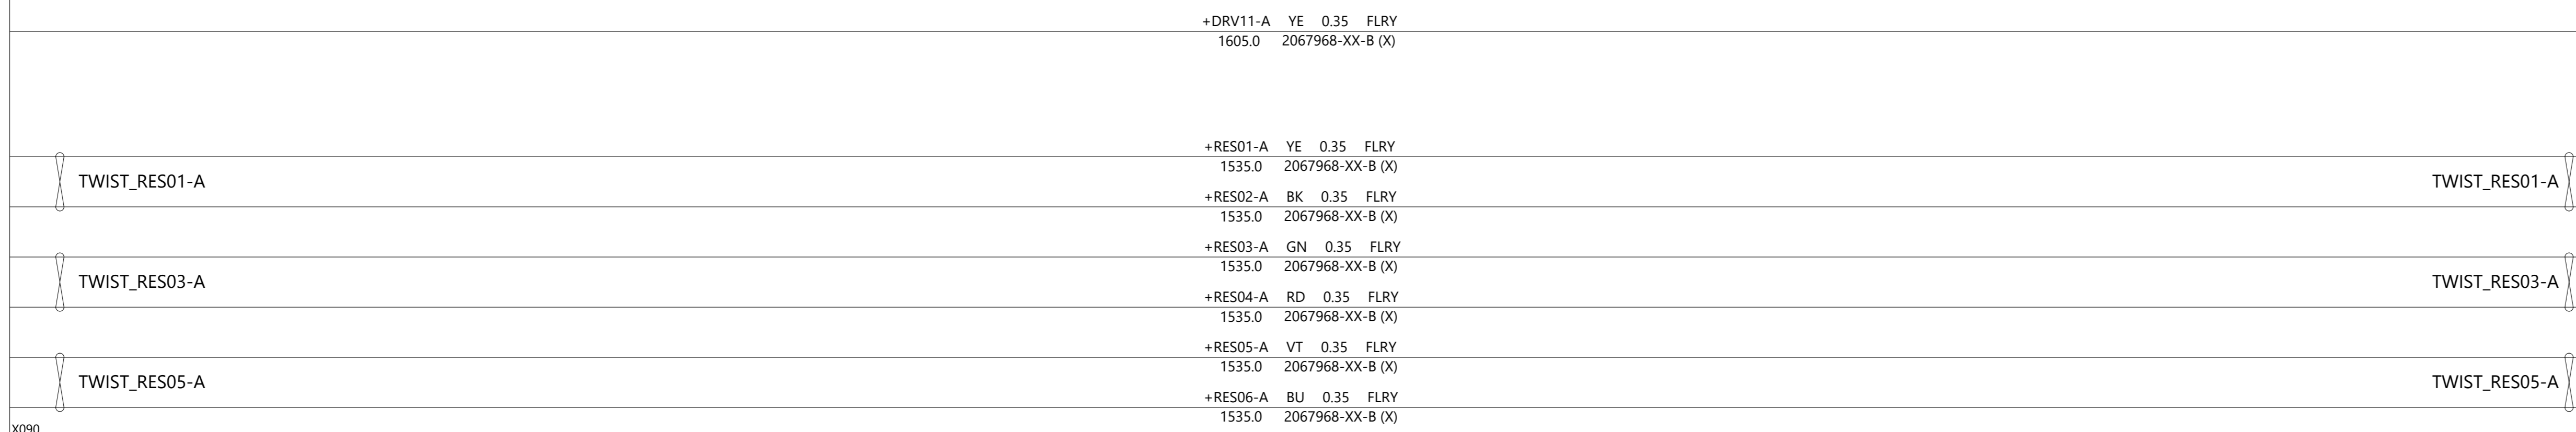 +DRV11-A YE 0.35 FLRY
1605.0 2067968-XX-B (X)
+RES01-A YE 0.35 FLRY
1535.0 2067968-XX-B (X)
TWIST_RES01-A TWIST_RES01-A
+RES02-A BK 0.35 FLRY
1535.0 2067968-XX-B (X)
+RES03-A GN 0.35 FLRY
1535.0 2067968-XX-B (X)
TWIST_RES03-A TWIST_RES03-A
+RES04-A RD 0.35 FLRY
1535.0 2067968-XX-B (X)
+RES05-A VT 0.35 FLRY
1535.0 2067968-XX-B (X)
TWIST_RES05-A TWIST_RES05-A
+RES06-A BU 0.35 FLRY
1535.0 2067968-XX-B (X)
X090